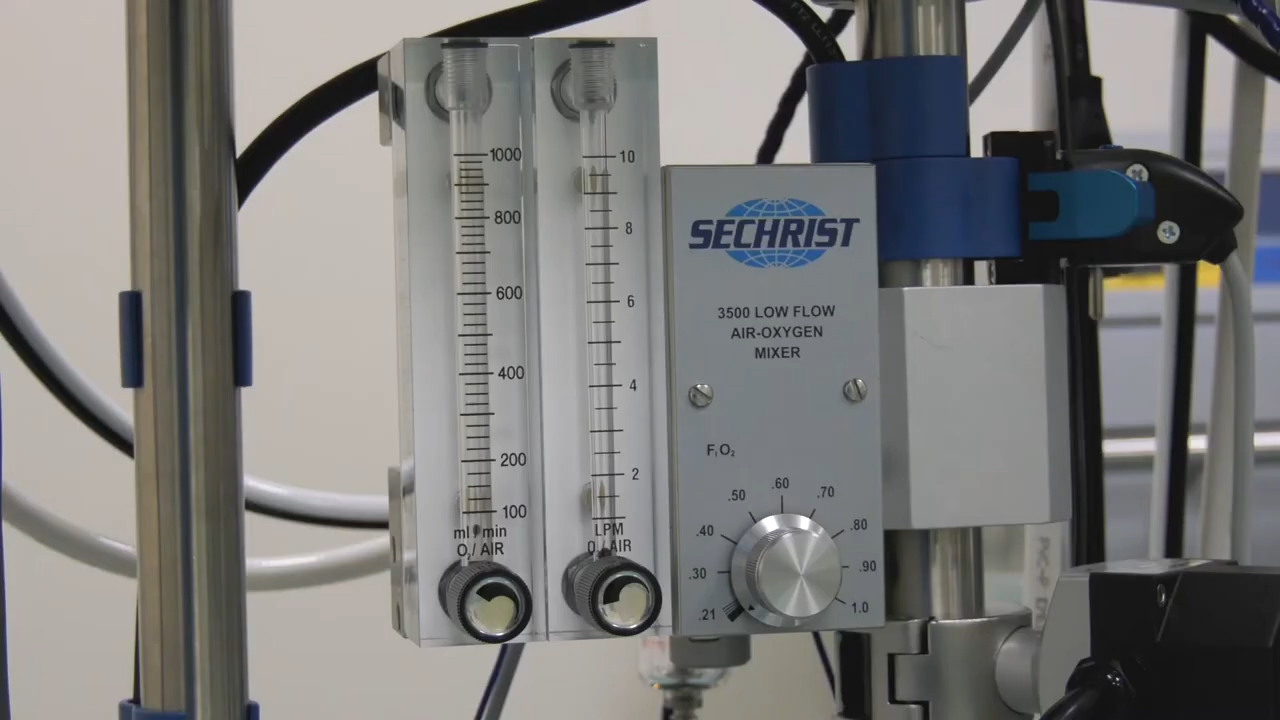 1000
800
600
400
200
100
ml/min
O₂/ AIR
10
8
6
4
2
LPM
O₂/AIR
SECHRIST
3500 LOW FLOW
AIR-OXYGEN
MIXER
FᵢO₂
.60
.50
.70
.40
.80
.30
.90
.21
1.0